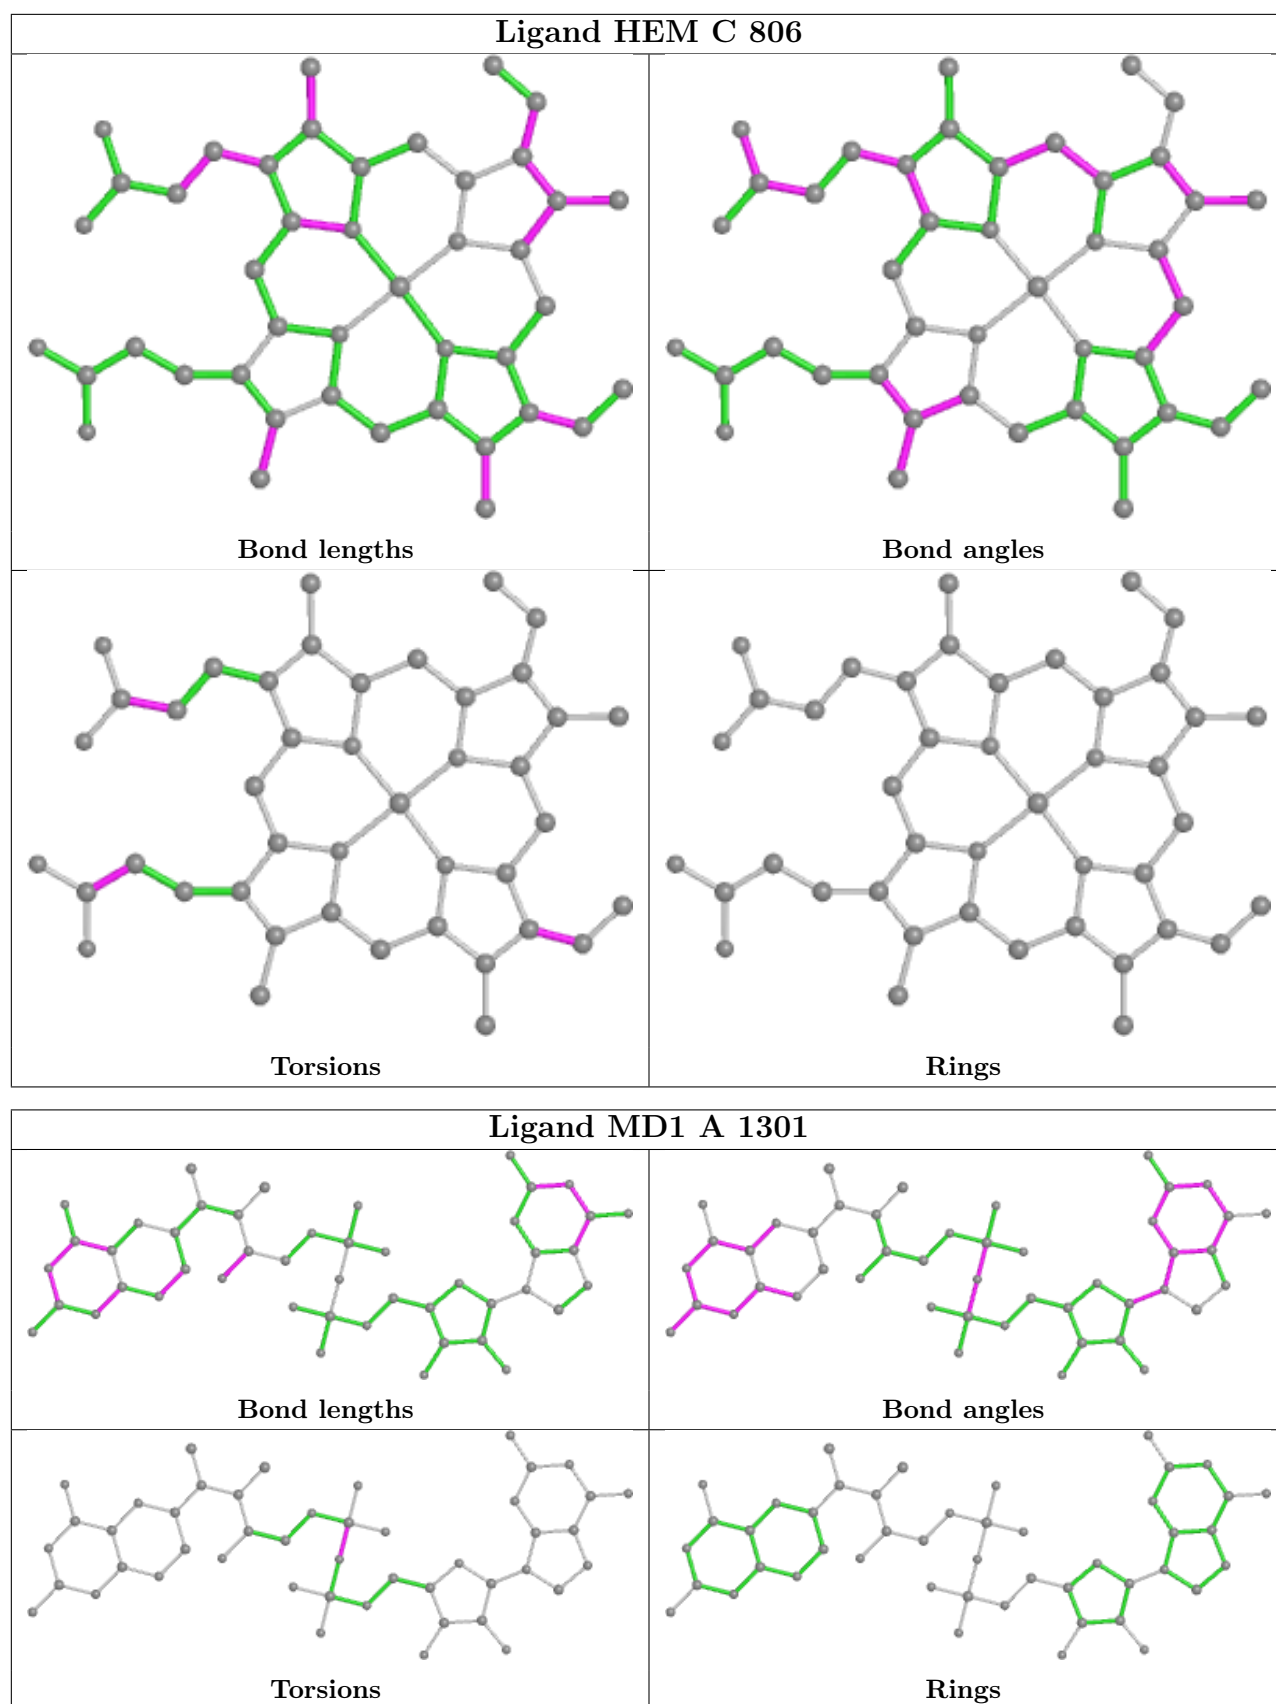 Ligand HEM C 806
Bond lengths
Bond angles
Torsions
Rings
Ligand MD1 A 1301
Bond lengths
Bond angles
Torsions
Rings